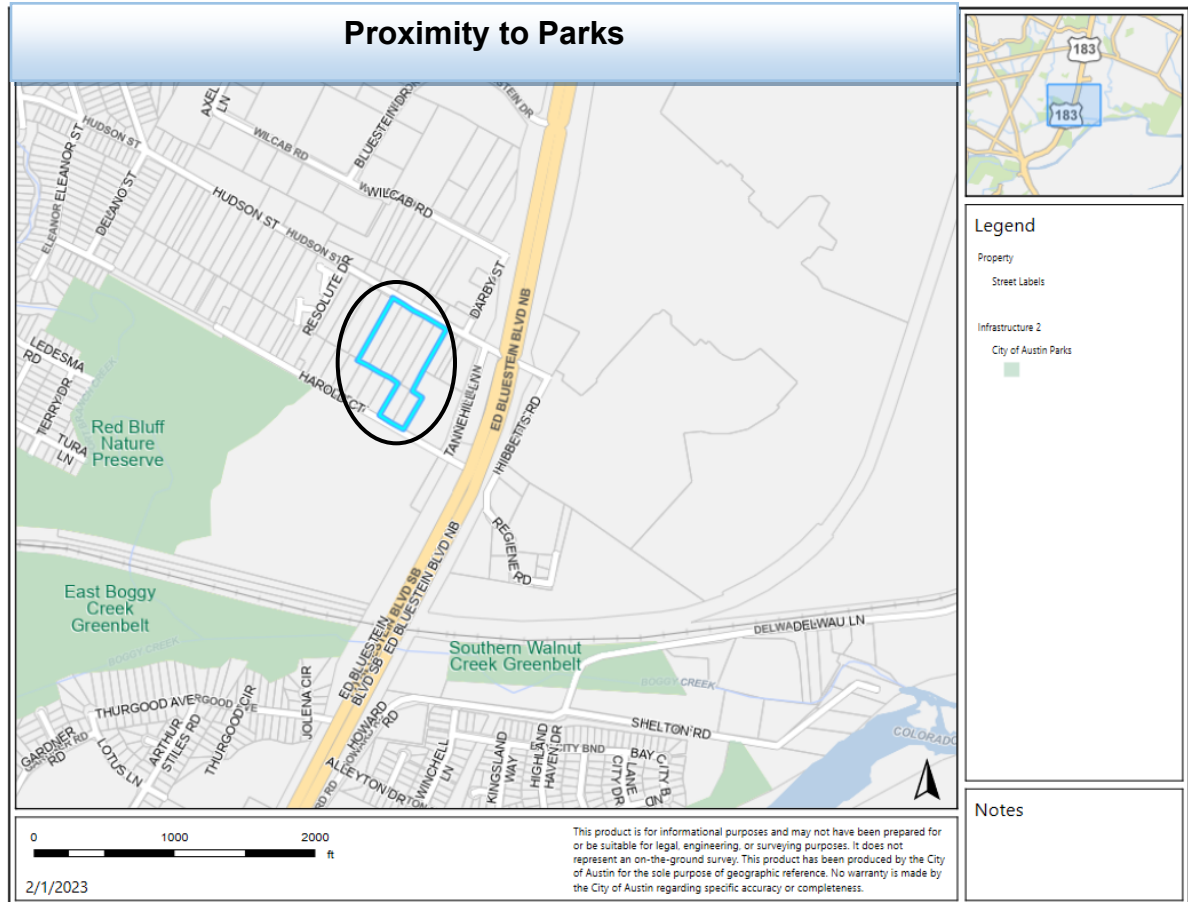 Proximity to Parks
183
183
AXEL
LN
WILCAB RD
BLUESTEIN DR
HUDSON ST
ELEANOR ST
ELEANOR
DELANO ST
HUDSON ST
HUDSON ST
WILCAB RD
RESOLUTE DR
DARBY ST
ED BLUESTEIN BLVD NB
LEDESMA
RD
TERRY DR
TURA
LN
HAROLD CT
TANNEHILL LN
HIBBETTS RD
Red Bluff
Nature
Preserve
REGIENE RD
East Boggy
Creek
Greenbelt
BOGGY CREEK
ED BLUESTEIN
BLVD SB
ED BLUESTEIN BLVD NB
Southern Walnut
Creek Greenbelt
BOGGY CREEK
DELWAU LN
THURGOOD AVE
JOLENA CIR
THURGOOD CIR
ARTHUR
STILES RD
LOTUS LN
GARDNER
RD
HOWARD
RD
ALLEYTON DR
WINCHELL
LN
KINGSLAND
WAY
HIGHLAND
HAVEN DR
SHELTON RD
CITY BND
BAY C
CITY B
ND
LANE
CITY DR
COLORADO
Legend
Property
Street Labels
Infrastructure 2
City of Austin Parks
Notes
0 1000 2000
ft
2/1/2023
This product is for informational purposes and may not have been prepared for
or be suitable for legal, engineering, or surveying purposes. It does not
represent an on-the-ground survey. This product has been produced by the City
of Austin for the sole purpose of geographic reference. No warranty is made by
the City of Austin regarding specific accuracy or completeness.